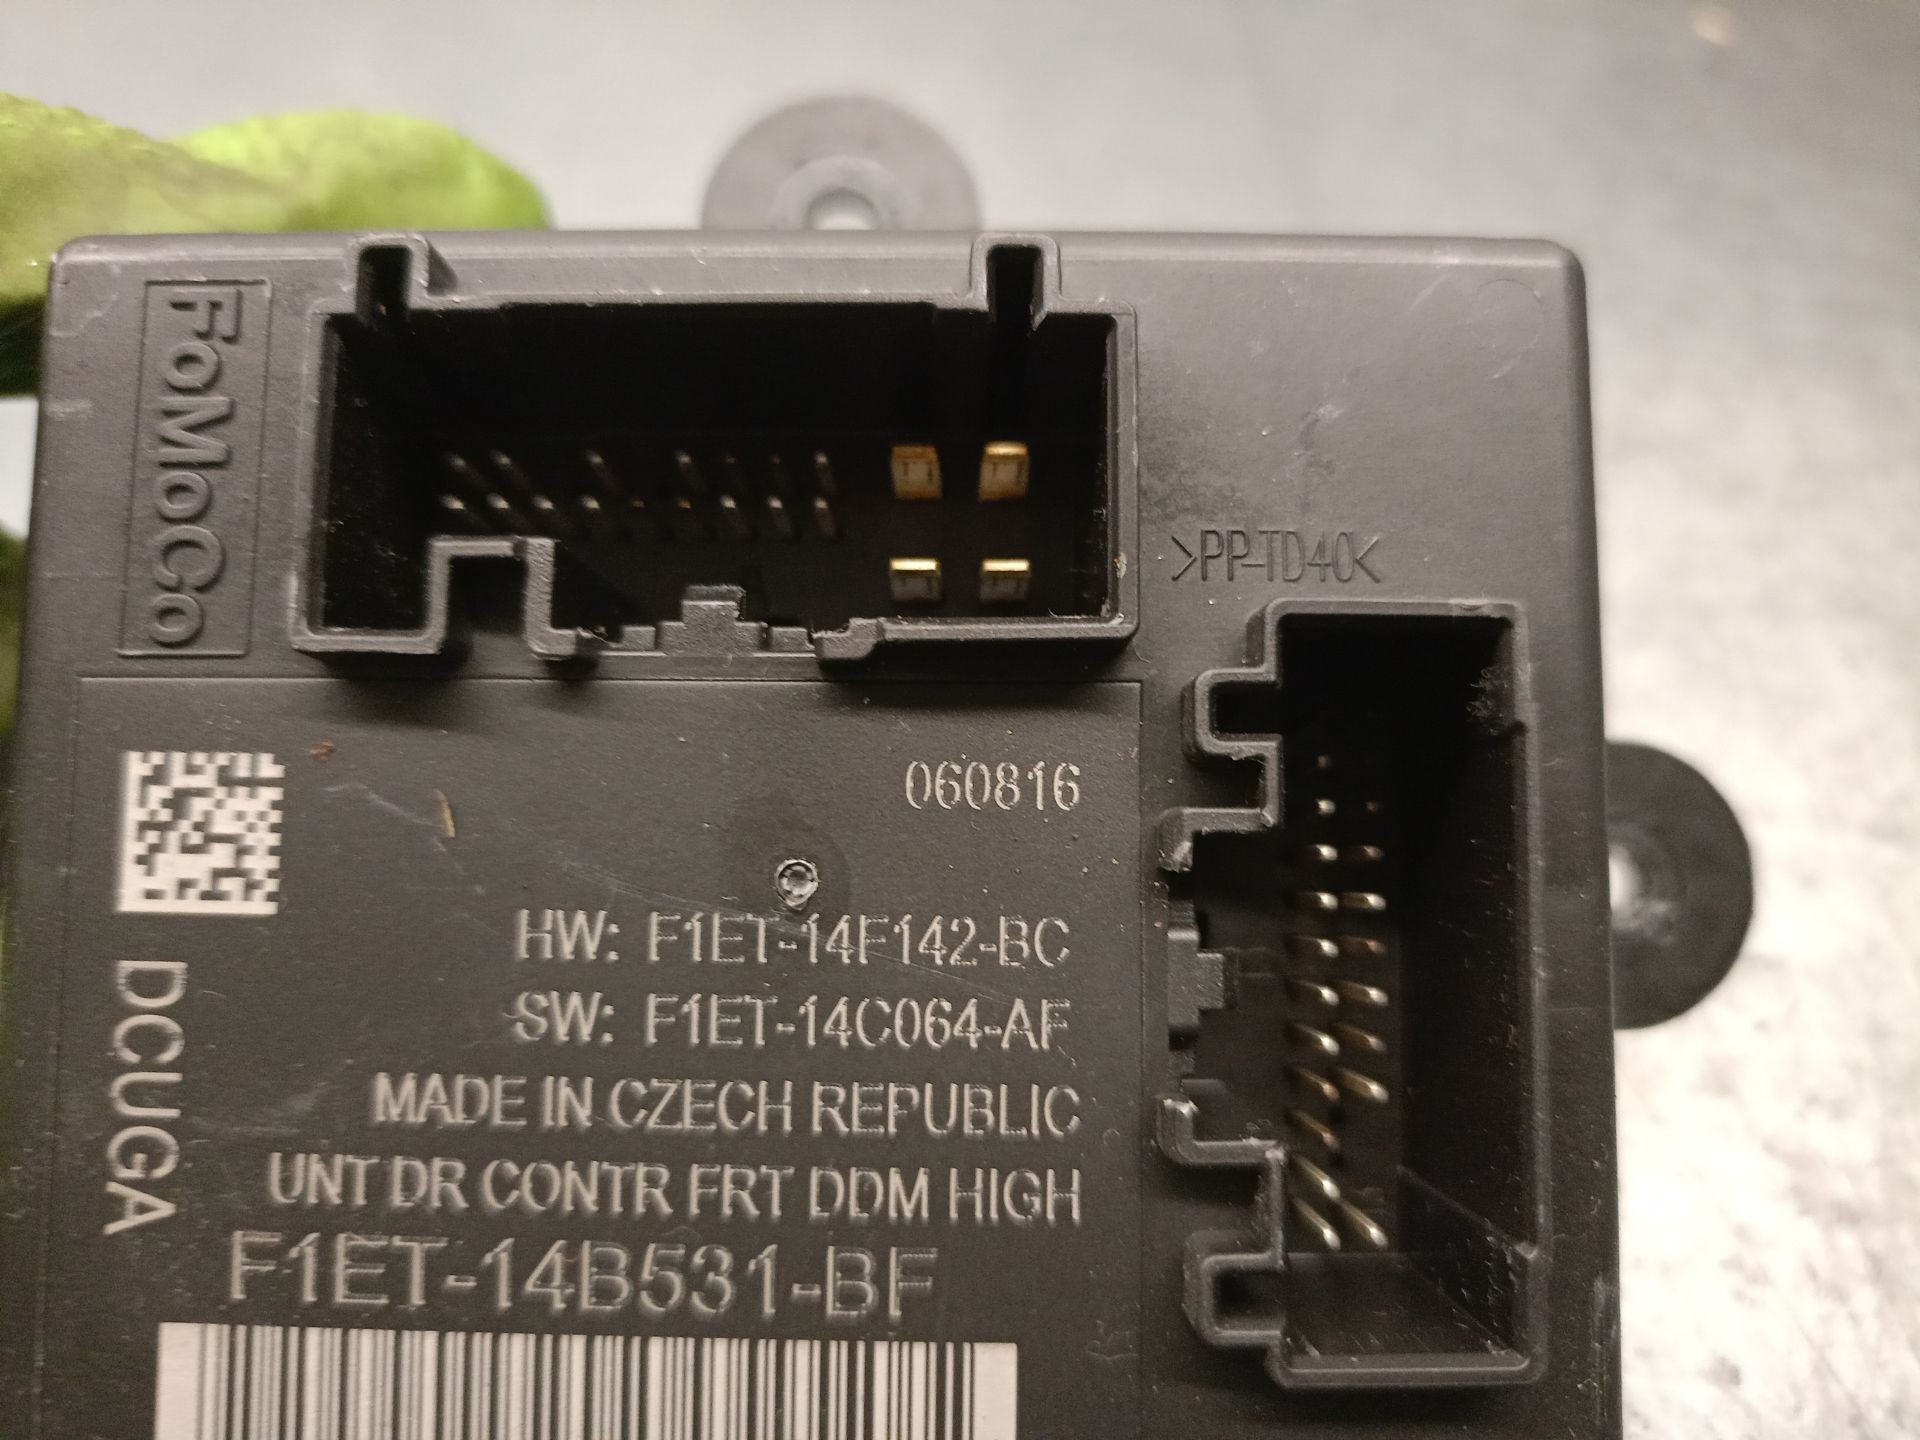 FoMoCo
>PP-TD40<
060816
HW: F1ET-14F142-BC
SW: F1ET-14C064-AF
MADE IN CZECH REPUBLIC
UNT DR CONTR FRT DDM HIGH
F1ET-14B531-BF
DCUGA